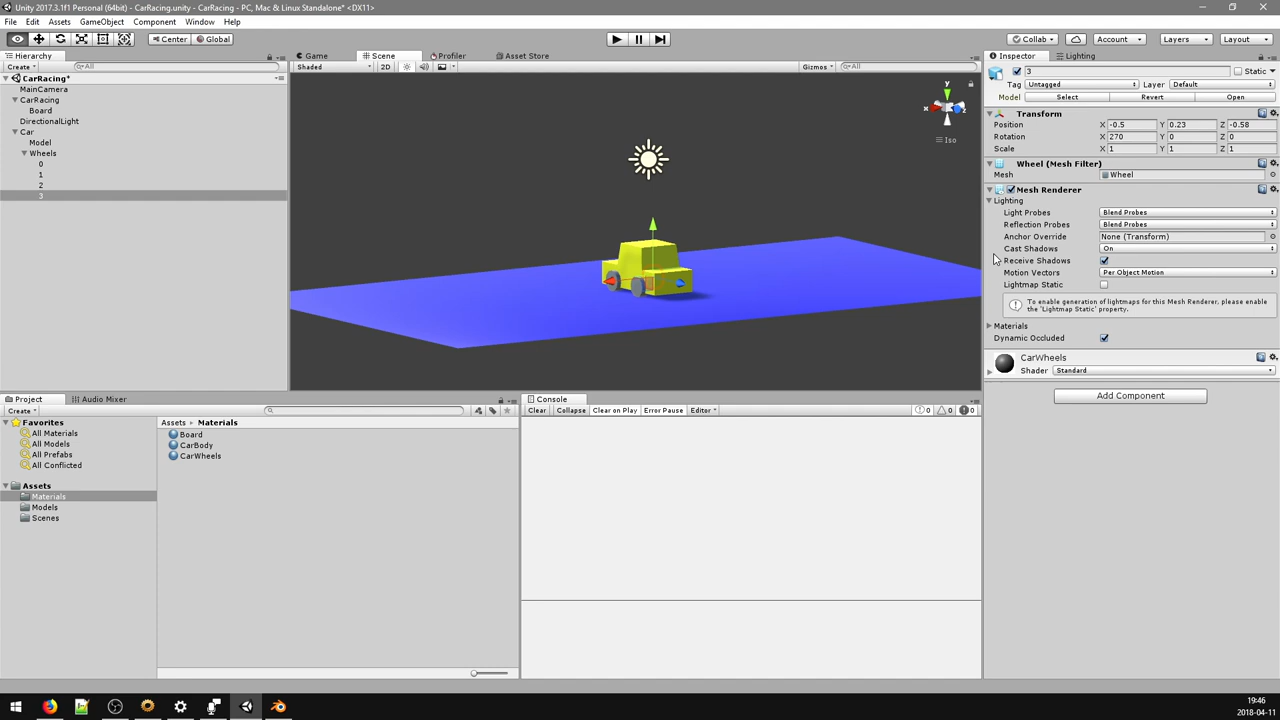 Unity 2017.3.1f1 Personal (64bit) - CarRacing.unity - CarRacing - PC, Mac & Linux Standalone* <DX11>
File Edit Assets GameObject Component Window Help
Center Global Collab Account Layers Layout
Hierarchy Game Scene Profiler Asset Store Inspector Lighting
Create All Shaded 2D Gizmos All 3 Static
CarRacing*
Tag Untagged Layer Default
MainCamera
Model Select Revert Open
CarRacing
Board
Transform
DirectionalLight
Position X -0.5 Y 0.23 Z -0.58
Car
Rotation X 270 Y 0 Z 0
Model
Scale X 1 Y 1 Z 1
Wheels
0
1
2
3
y
x
z
Iso
Wheel (Mesh Filter)
Mesh Wheel
Mesh Renderer
Lighting
Light Probes Blend Probes
Reflection Probes Blend Probes
Anchor Override None (Transform)
Cast Shadows On
Receive Shadows
Motion Vectors Per Object Motion
Lightmap Static
To enable generation of lightmaps for this Mesh Renderer, please enable
the 'Lightmap Static' property.
Materials
Dynamic Occluded
CarWheels
Shader Standard
Add Component
Project Audio Mixer
Create
Favorites
All Materials
All Models
All Prefabs
All Conflicted
Assets
Materials
Models
Scenes
Assets Materials
Board
CarBody
CarWheels
Console
Clear Collapse Clear on Play Error Pause Editor 0 0 0
19:46
2018-04-11